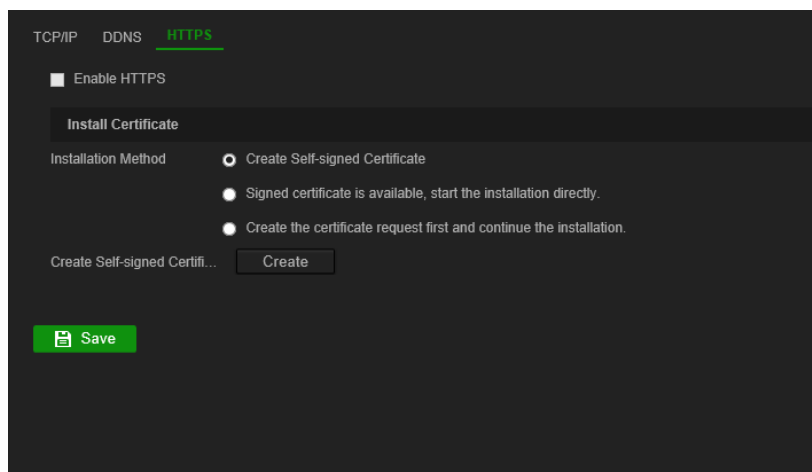 TCP/IP DDNS HTTPS
Enable HTTPS
Install Certificate
Installation Method Create Self-signed Certificate
Signed certificate is available, start the installation directly.
Create the certificate request first and continue the installation.
Create Self-signed Certifi... Create
Save